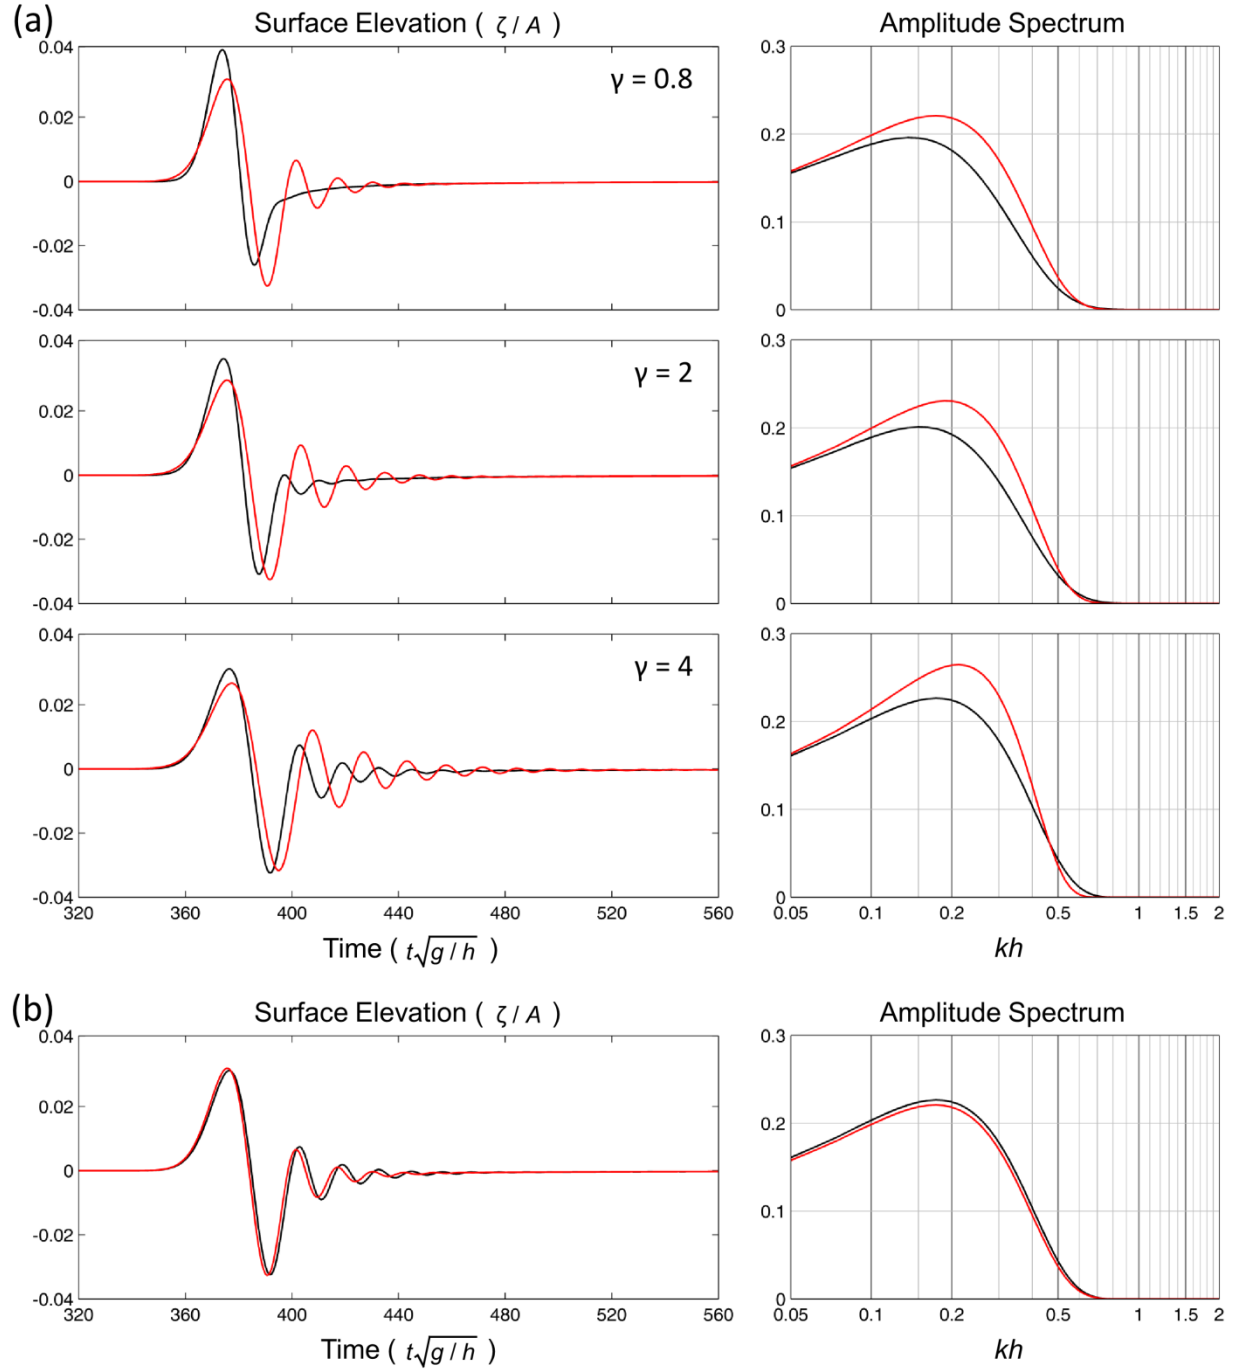 (a)
Surface Elevation ( ζ / A )
Amplitude Spectrum
γ = 0.8
0.04
0.02
0
-0.02
-0.04
0.3
0.2
0.1
0
γ = 2
0.04
0.02
0
-0.02
-0.04
0.3
0.2
0.1
0
γ = 4
0.04
0.02
0
-0.02
-0.04
320 360 400 440 480 520 560
Time ( t√g / h )
0.3
0.2
0.1
0
0.05 0.1 0.2 0.5 1 1.5 2
kh
(b)
Surface Elevation ( ζ / A )
Amplitude Spectrum
0.04
0.02
0
-0.02
-0.04
320 360 400 440 480 520 560
Time ( t√g / h )
0.3
0.2
0.1
0
0.05 0.1 0.2 0.5 1 1.5 2
kh